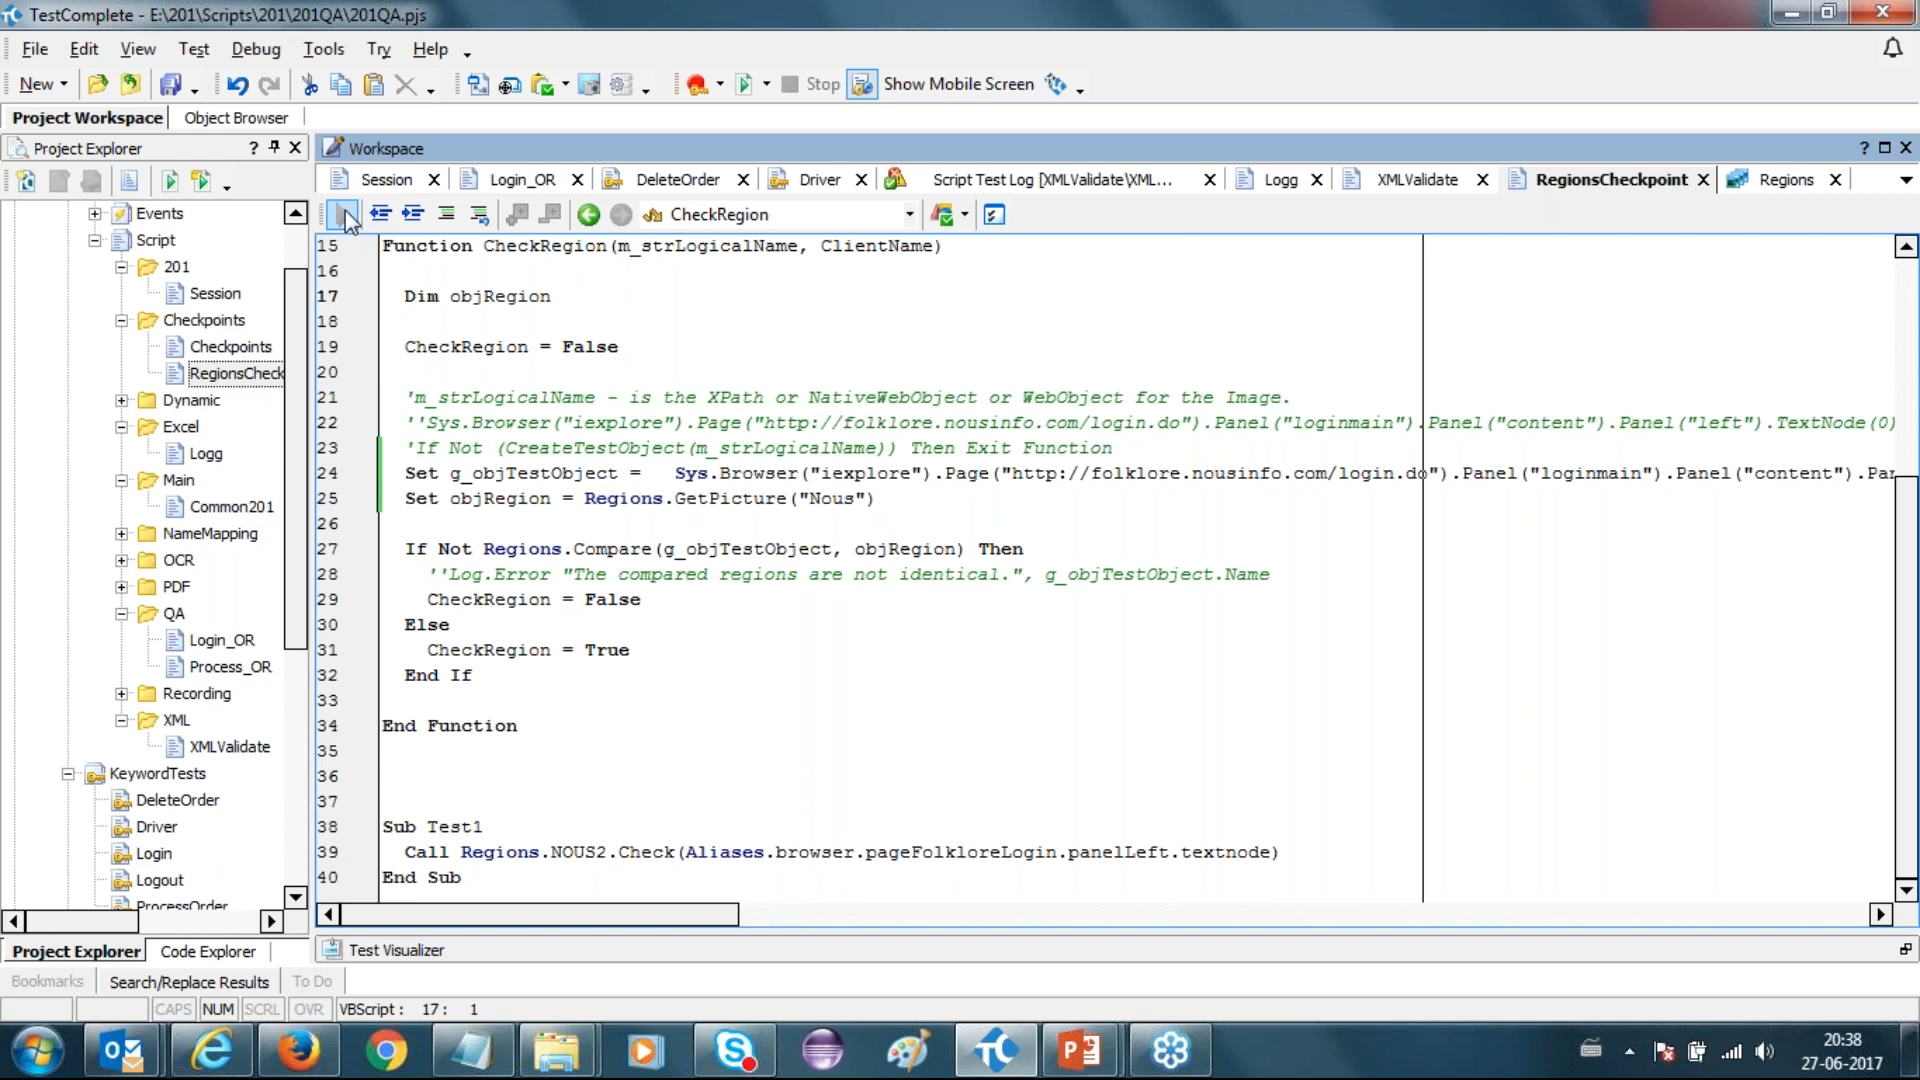 TestComplete - E:\201\Scripts\201\201QA\201QA.pjs
File Edit View Test Debug Tools Try Help
New Stop Show Mobile Screen
Project Workspace Object Browser
Project Explorer ? Workspace ?
Session Login_OR DeleteOrder Driver Script Test Log [XMLValidate\XML... Logg XMLValidate RegionsCheckpoint Regions
CheckRegion
Events
Script
201
Session
Checkpoints
Checkpoints
RegionsCheck
Dynamic
Excel
Logg
Main
Common201
NameMapping
OCR
PDF
QA
Login_OR
Process_OR
Recording
XML
XMLValidate
KeywordTests
DeleteOrder
Driver
Login
Logout
ProcessOrder
15 Function CheckRegion(m_strLogicalName, ClientName)
16
17 Dim objRegion
18
19 CheckRegion = False
20
21 'm_strLogicalName - is the XPath or NativeWebObject or WebObject for the Image.
22 ''Sys.Browser("iexplore").Page("http://folklore.nousinfo.com/login.do").Panel("loginmain").Panel("content").Panel("left").TextNode(0)
23 'If Not (CreateTestObject(m_strLogicalName)) Then Exit Function
24 Set g_objTestObject = Sys.Browser("iexplore").Page("http://folklore.nousinfo.com/login.do").Panel("loginmain").Panel("content").Pa
25 Set objRegion = Regions.GetPicture("Nous")
26
27 If Not Regions.Compare(g_objTestObject, objRegion) Then
28 ''Log.Error "The compared regions are not identical.", g_objTestObject.Name
29 CheckRegion = False
30 Else
31 CheckRegion = True
32 End If
33
34 End Function
35
36
37
38 Sub Test1
39 Call Regions.NOUS2.Check(Aliases.browser.pageFolkloreLogin.panelLeft.textnode)
40 End Sub
Project Explorer Code Explorer Test Visualizer
Bookmarks Search/Replace Results To Do
CAPS NUM SCRL OVR VBScript : 17 : 1
20:38
27-06-2017